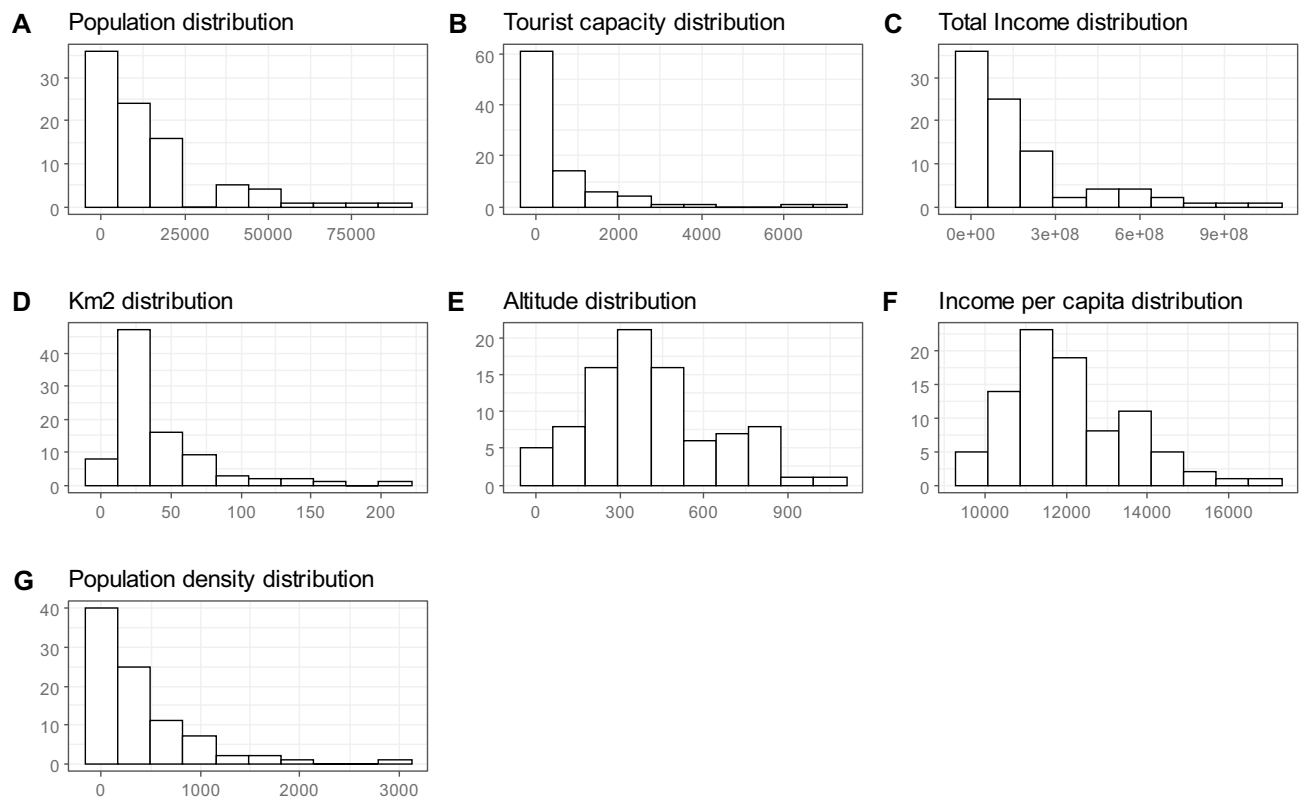 A Population distribution
30
20
10
0
0 25000 50000 75000
B Tourist capacity distribution
60
40
20
0
0 2000 4000 6000
C Total Income distribution
30
20
10
0
0e+00 3e+08 6e+08 9e+08
D Km2 distribution
40
30
20
10
0
0 50 100 150 200
E Altitude distribution
20
15
10
5
0
0 300 600 900
F Income per capita distribution
20
15
10
5
0
10000 12000 14000 16000
G Population density distribution
40
30
20
10
0
0 1000 2000 3000